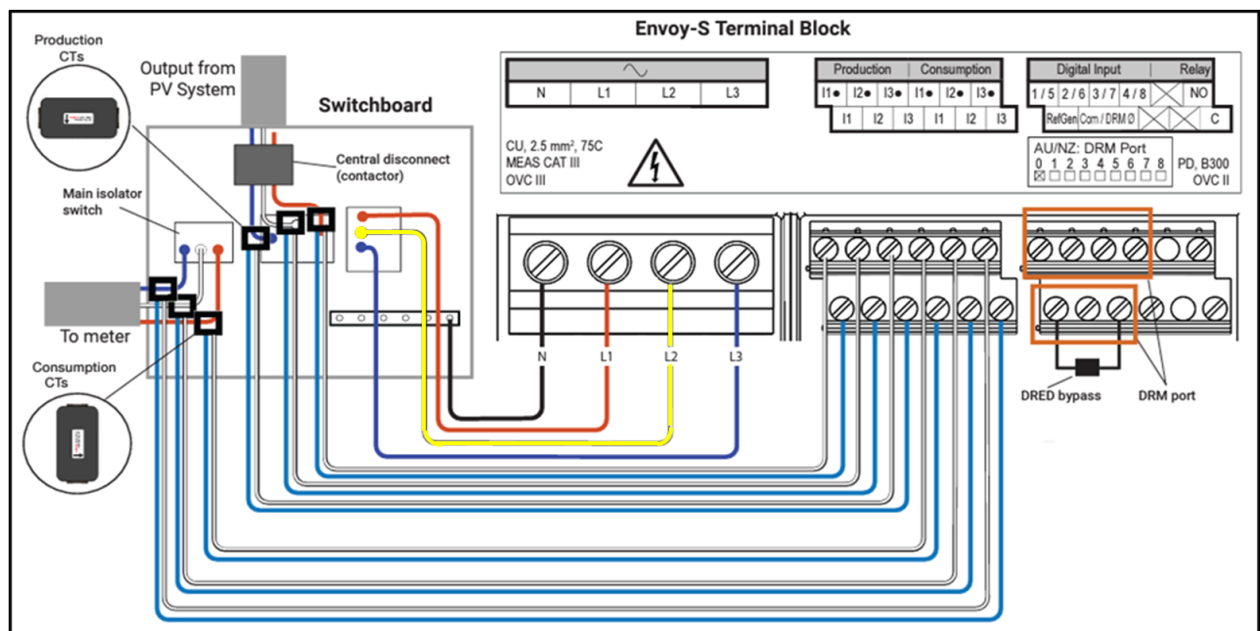 Envoy-S Terminal Block
Production
CTs
Output from
PV System
Switchboard
Central disconnect
(contactor)
Main isolator
switch
To meter
Consumption
CTs
N L1 L2 L3
CU, 2.5 mm², 75C
MEAS CAT III
OVC III
Production | Consumption
I1● I2● I3● I1● I2● I3●
I1 I2 I3 I1 I2 I3
Digital Input | Relay
1 / 5 2 / 6 3 / 7 4 / 8 NO
RefGen Com / DRM Ø C
AU/NZ: DRM Port
0 1 2 3 4 5 6 7 8
PD, B300
OVC II
N L1 L2 L3
DRED bypass
DRM port